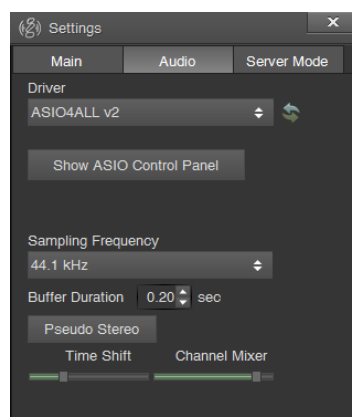 Settings
Main Audio Server Mode
Driver
ASIO4ALL v2
Show ASIO Control Panel
Sampling Frequency
44.1 kHz
Buffer Duration 0.20 sec
Pseudo Stereo
Time Shift Channel Mixer